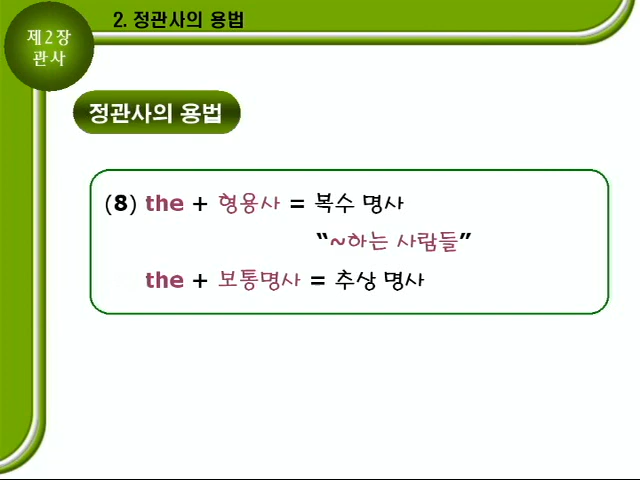 2. 정관사의 용법
제2장
관사
정관사의 용법
(8) the + 형용사 = 복수 명사
“~하는 사람들”
the + 보통명사 = 추상 명사